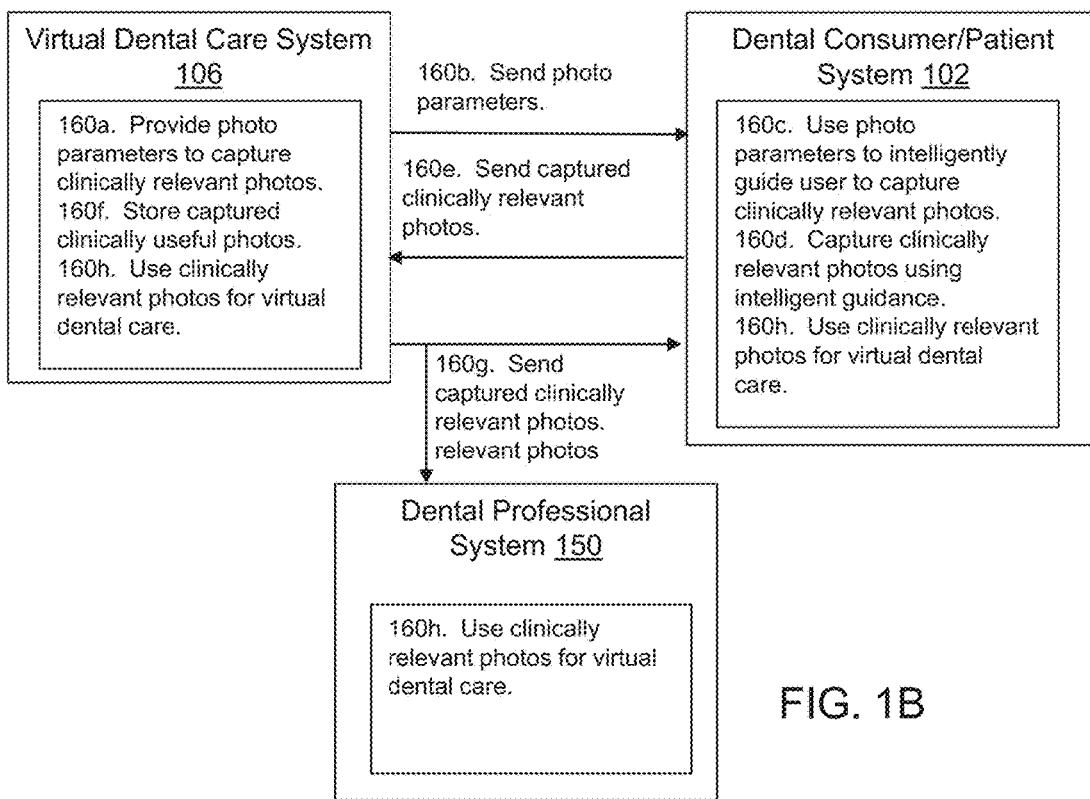 Virtual Dental Care System
106
160a. Provide photo
parameters to capture
clinically relevant photos.
160f. Store captured
clinically useful photos.
160h. Use clinically
relevant photos for virtual
dental care.
160b. Send photo
parameters.
160e. Send captured
clinically relevant
photos.
160g. Send
captured clinically
relevant photos.
relevant photos
Dental Consumer/Patient
System 102
160c. Use photo
parameters to intelligently
guide user to capture
clinically relevant photos.
160d. Capture clinically
relevant photos using
intelligent guidance.
160h. Use clinically relevant
photos for virtual dental
care.
Dental Professional
System 150
160h. Use clinically
relevant photos for virtual
dental care.
FIG. 1B